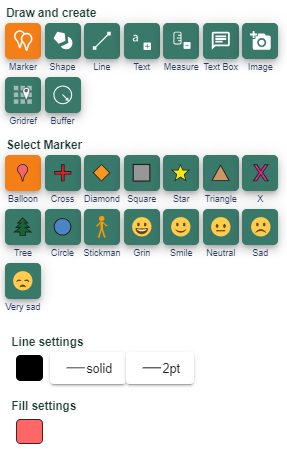 Draw and create
Marker Shape Line Text Measure Text Box Image
a
Gridref Buffer
Select Marker
Balloon Cross Diamond Square Star Triangle X
Tree Circle Stickman Grin Smile Neutral Sad
Very sad
Line settings
solid 2pt
Fill settings